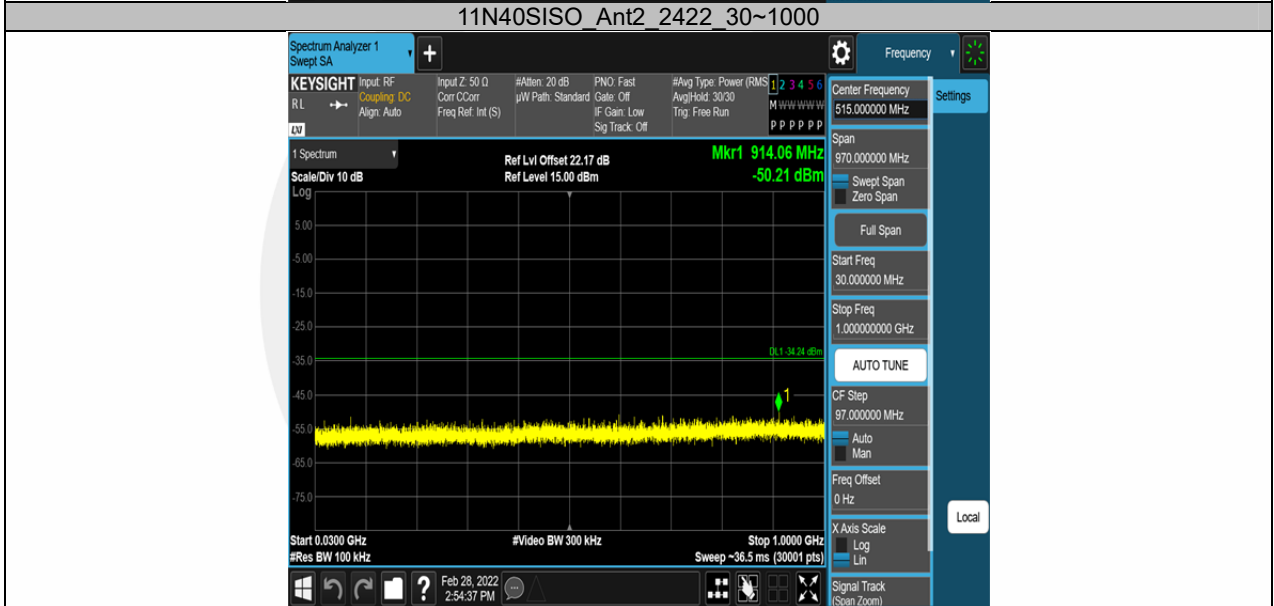 11N40SISO_Ant2_2422_30~1000
Spectrum Analyzer 1
Swept SA
Frequency
KEYSIGHT
R L
LXI
Input: RF
Coupling: DC
Align: Auto
Input Z: 50 Ω
Corr CCorr
Freq Ref: Int (S)
#Atten: 20 dB
µW Path: Standard
PNO: Fast
Gate: Off
IF Gain: Low
Sig Track: Off
#Avg Type: Power (RMS
Avg|Hold: 30/30
Trig: Free Run
1 2 3 4 5 6
M W W W W W
P P P P P P
1 Spectrum
Scale/Div 10 dB
Ref Lvl Offset 22.17 dB
Ref Level 15.00 dBm
Mkr1 914.06 MHz
-50.21 dBm
Log
5.00
-5.00
-15.0
-25.0
-35.0
-45.0
-55.0
-65.0
-75.0
DL1 -34.24 dBm
1
Start 0.0300 GHz
#Res BW 100 kHz
#Video BW 300 kHz
Stop 1.0000 GHz
Sweep ~36.5 ms (30001 pts)
?
Feb 28, 2022
2:54:37 PM
Center Frequency
515.000000 MHz
Settings
Span
970.000000 MHz
Swept Span
Zero Span
Full Span
Start Freq
30.000000 MHz
Stop Freq
1.000000000 GHz
AUTO TUNE
CF Step
97.000000 MHz
Auto
Man
Freq Offset
0 Hz
X Axis Scale
Log
Lin
Local
Signal Track
(Span Zoom)